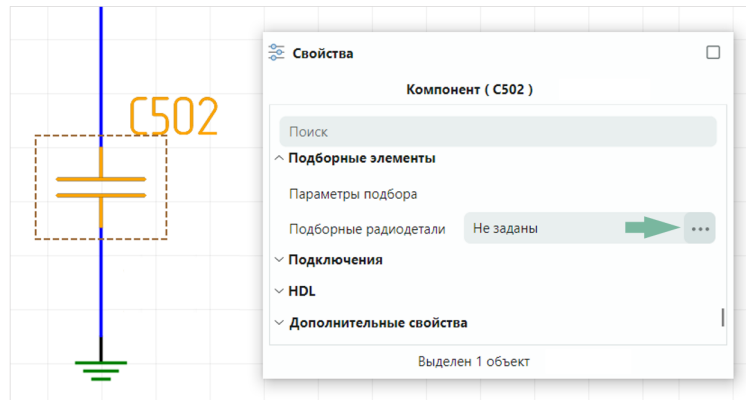 C502
Свойства
Компонент ( C502 )
Поиск
Подборные элементы
Параметры подбора
Подборные радиодетали Не заданы ...
Подключения
HDL
Дополнительные свойства
Выделен 1 объект